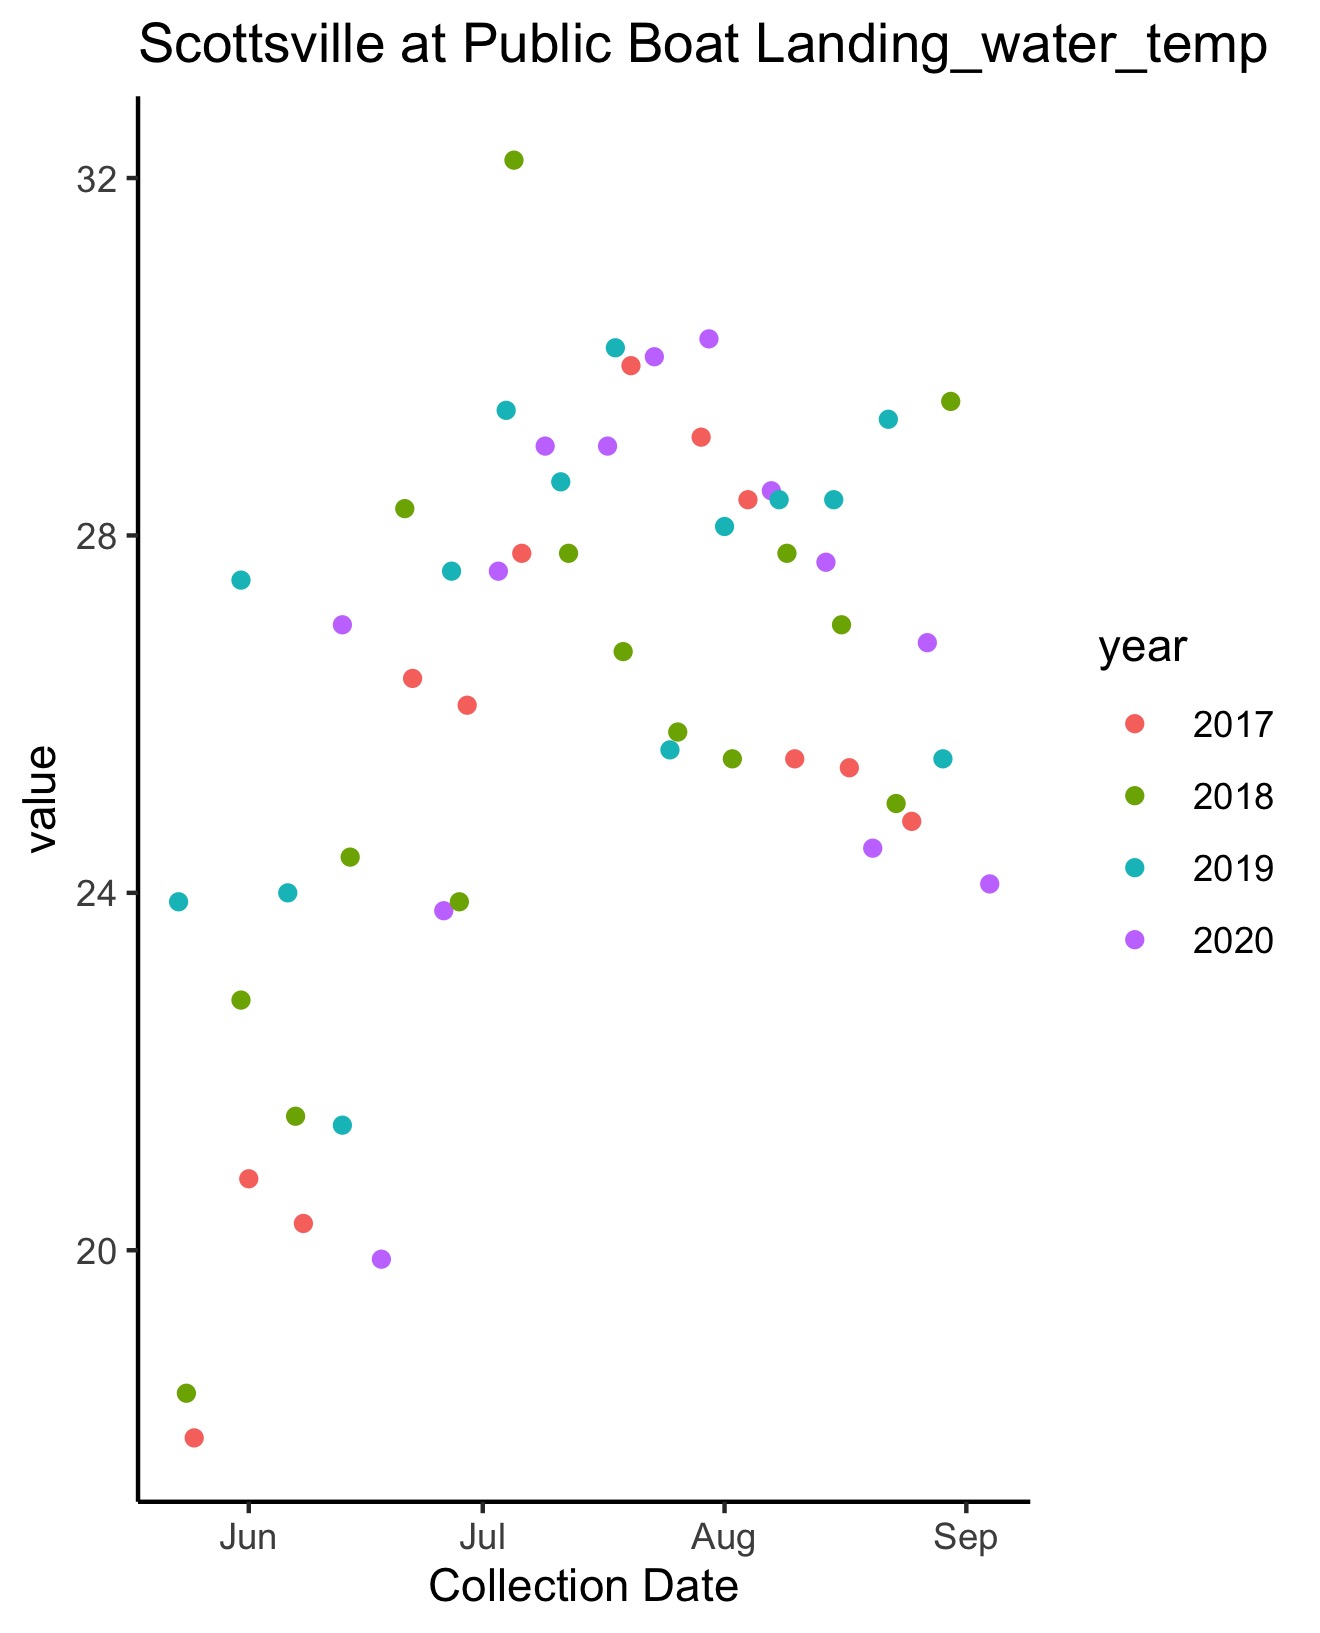 Scottsville at Public Boat Landing_water_temp
32
28
24
20
value
Jun Jul Aug Sep
Collection Date
year
2017
2018
2019
2020